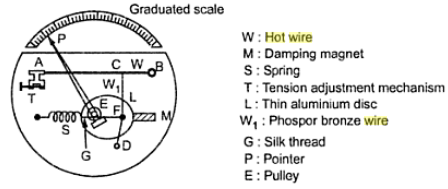 Graduated scale
P
A
C
W
B
W₁
T
E
F
L
M
S
G
D
W : Hot wire
M : Damping magnet
S : Spring
T : Tension adjustment mechanism
L : Thin aluminium disc
W₁ : Phospor bronze wire
G : Silk thread
P : Pointer
E : Pulley